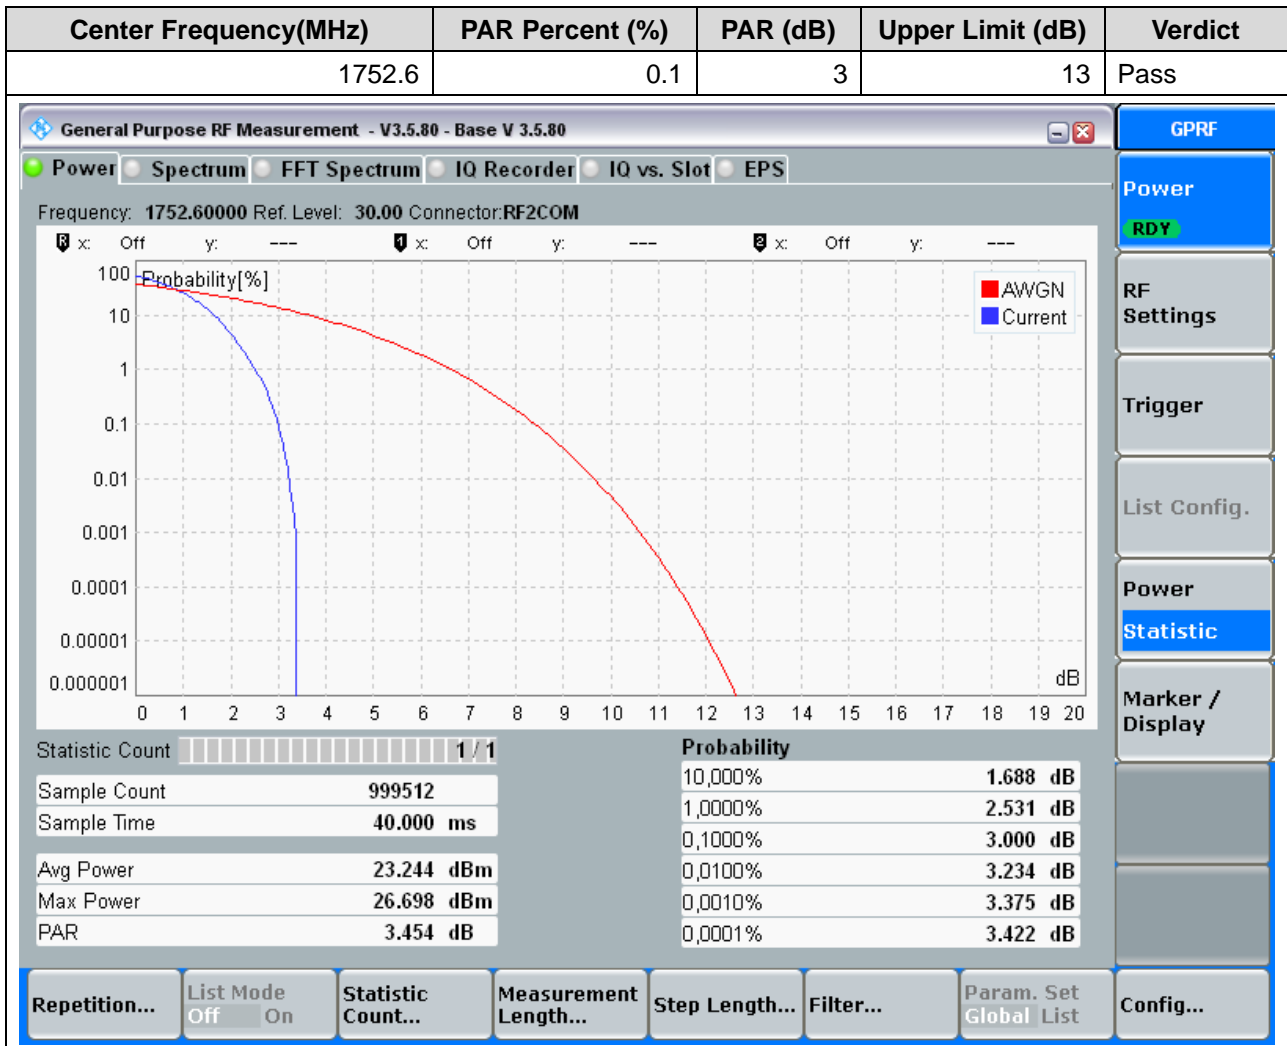 Center Frequency(MHz) PAR Percent (%) PAR (dB) Upper Limit (dB) Verdict
1752.6 0.1 3 13 Pass
General Purpose RF Measurement - V3.5.80 - Base V 3.5.80
GPRF
Power Spectrum FFT Spectrum IQ Recorder IQ vs. Slot EPS
Frequency: 1752.60000 Ref. Level: 30.00 Connector:RF2COM
R x: Off y: --- 1 x: Off y: --- 2 x: Off y: ---
Probability[%]
AWGN
Current
100
10
1
0.1
0.01
0.001
0.0001
0.00001
0.000001
dB
0 1 2 3 4 5 6 7 8 9 10 11 12 13 14 15 16 17 18 19 20
Statistic Count 1 / 1
Sample Count 999512
Sample Time 40.000 ms
Avg Power 23.244 dBm
Max Power 26.698 dBm
PAR 3.454 dB
Probability
10,000% 1.688 dB
1,0000% 2.531 dB
0,1000% 3.000 dB
0,0100% 3.234 dB
0,0010% 3.375 dB
0,0001% 3.422 dB
Power
RDY
RF
Settings
Trigger
List Config.
Power
Statistic
Marker /
Display
Repetition...
List Mode
Off On
Statistic
Count...
Measurement
Length...
Step Length...
Filter...
Param. Set
Global List
Config...